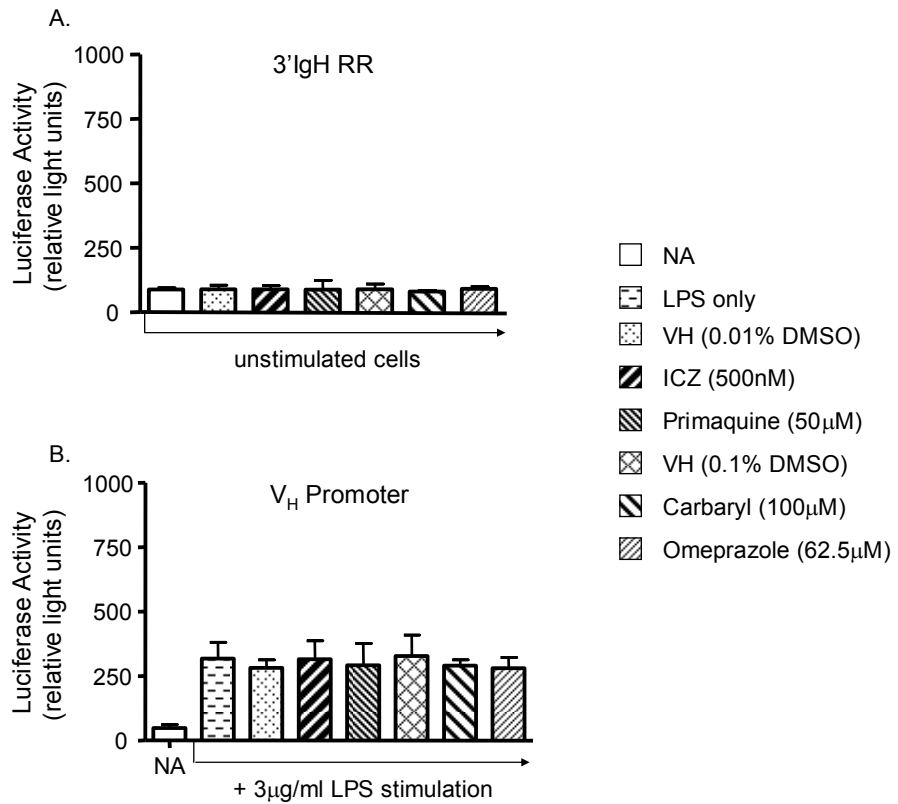 A.
3'IgH RR
1000
750
500
250
0
Luciferase Activity
(relative light units)
unstimulated cells
NA
LPS only
VH (0.01% DMSO)
ICZ (500nM)
Primaquine (50μM)
VH (0.1% DMSO)
Carbaryl (100μM)
Omeprazole (62.5μM)
B.
VH Promoter
1000
750
500
250
0
Luciferase Activity
(relative light units)
NA
+ 3μg/ml LPS stimulation